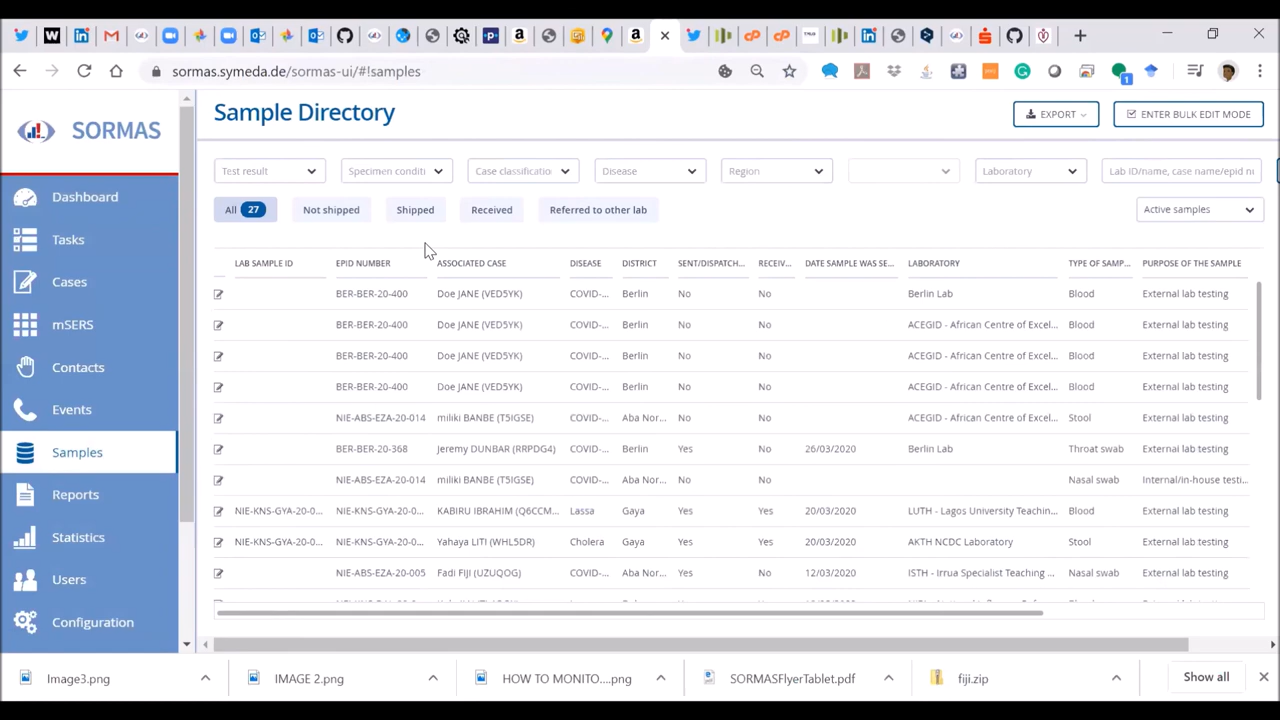 sormas.symeda.de/sormas-ui/#!samples
1
SORMAS
Dashboard
Tasks
Cases
mSERS
Contacts
Events
Samples
Reports
Statistics
Users
Configuration
Sample Directory
EXPORT
ENTER BULK EDIT MODE
Test result
Specimen conditi
Case classificatio
Disease
Region
Laboratory
Lab ID/name, case name/epid n
All 27
Not shipped
Shipped
Received
Referred to other lab
Active samples
LAB SAMPLE ID EPID NUMBER ASSOCIATED CASE DISEASE DISTRICT SENT/DISPATCH... RECEIV... DATE SAMPLE WAS SE... LABORATORY TYPE OF SAMP... PURPOSE OF THE SAMPLE
BER-BER-20-400 Doe JANE (VED5YK) COVID-... Berlin No No Berlin Lab Blood External lab testing
BER-BER-20-400 Doe JANE (VED5YK) COVID-... Berlin No No ACEGID - African Centre of Excel... Blood External lab testing
BER-BER-20-400 Doe JANE (VED5YK) COVID-... Berlin No No ACEGID - African Centre of Excel... Blood External lab testing
BER-BER-20-400 Doe JANE (VED5YK) COVID-... Berlin No No ACEGID - African Centre of Excel... Blood External lab testing
NIE-ABS-EZA-20-014 miliki BANBE (T5IGSE) COVID-... Aba Nor... No No ACEGID - African Centre of Excel... Stool External lab testing
BER-BER-20-368 Jeremy DUNBAR (RRPDG4) COVID-... Berlin Yes No 26/03/2020 Berlin Lab Throat swab External lab testing
NIE-ABS-EZA-20-014 miliki BANBE (T5IGSE) COVID-... Aba Nor... No No Nasal swab Internal/in-house testi...
NIE-KNS-GYA-20-0... NIE-KNS-GYA-20-0... KABIRU IBRAHIM (Q6CCM... Lassa Gaya Yes Yes 20/03/2020 LUTH - Lagos University Teachin... Blood External lab testing
NIE-KNS-GYA-20-0... NIE-KNS-GYA-20-0... Yahaya LITI (WHL5DR) Cholera Gaya Yes Yes 20/03/2020 AKTH NCDC Laboratory Stool External lab testing
NIE-ABS-EZA-20-005 Fadi FIJI (UZUQOG) COVID-... Aba Nor... Yes No 12/03/2020 ISTH - Irrua Specialist Teaching ... Nasal swab External lab testing
Image3.png
IMAGE 2.png
HOW TO MONITO....png
SORMASFlyerTablet.pdf
fiji.zip
Show all